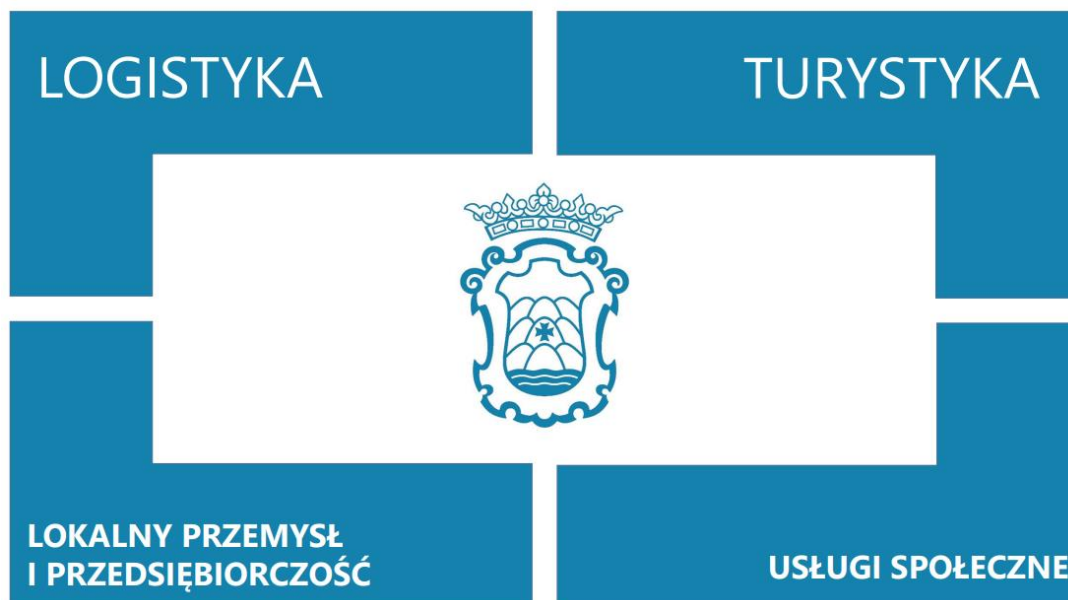 LOGISTYKA
TURYSTYKA
LOKALNY PRZEMYSŁ
I PRZEDSIĘBIORCZOŚĆ
USŁUGI SPOŁECZNE